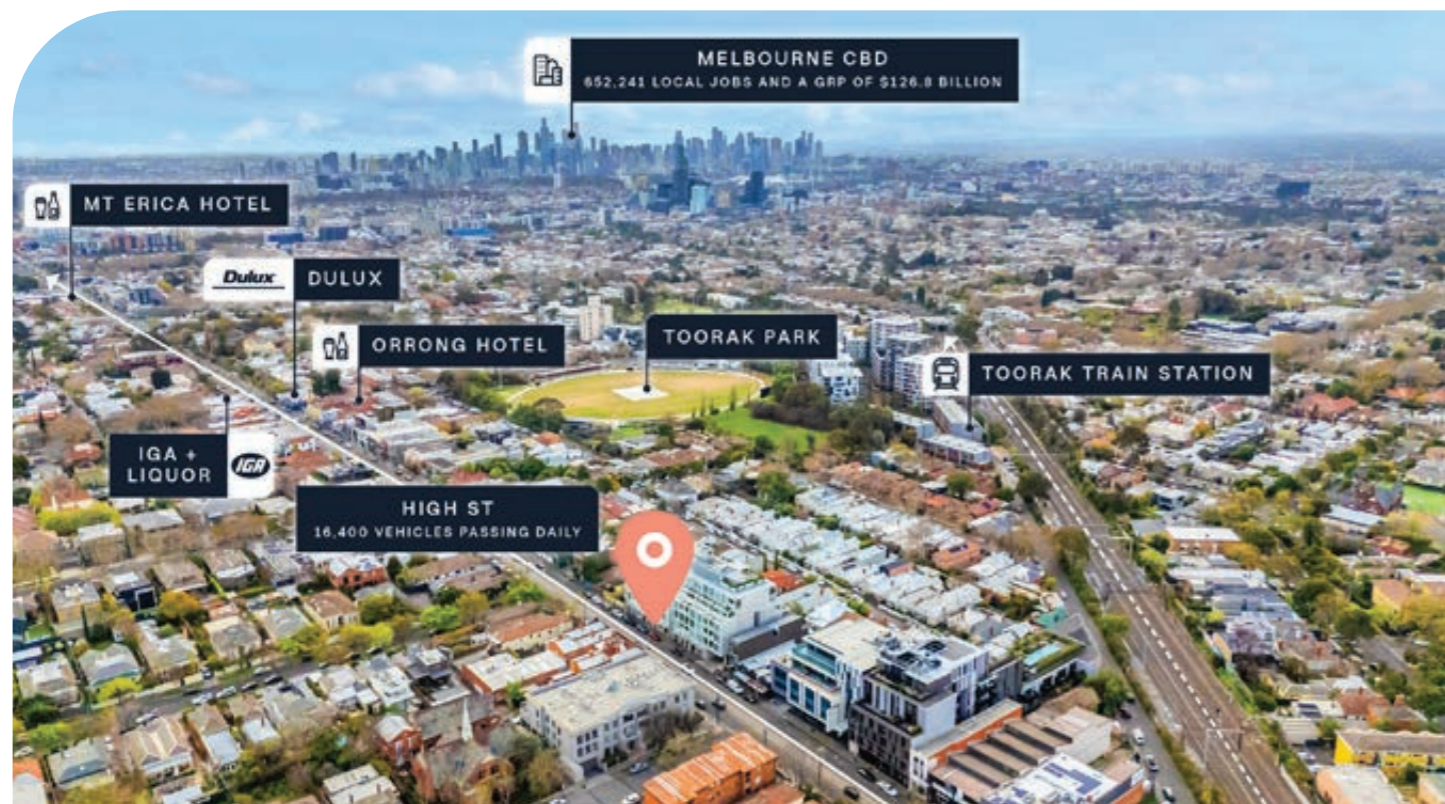 MELBOURNE CBD
652,241 LOCAL JOBS AND A GRP OF $126.8 BILLION
MT ERICA HOTEL
Dulux DULUX
ORRONG HOTEL
TOORAK PARK
TOORAK TRAIN STATION
IGA +
LIQUOR
IGA
HIGH ST
16,400 VEHICLES PASSING DAILY